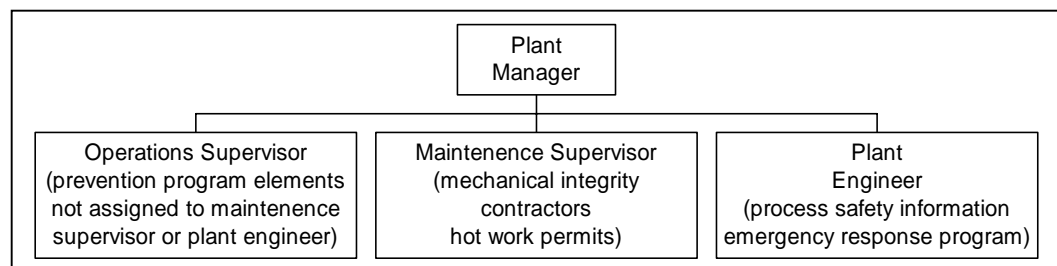 Plant
Manager
Operations Supervisor
(prevention program elements
not assigned to maintenence
supervisor or plant engineer)
Maintenence Supervisor
(mechanical integrity
contractors
hot work permits)
Plant
Engineer
(process safety information
emergency response program)